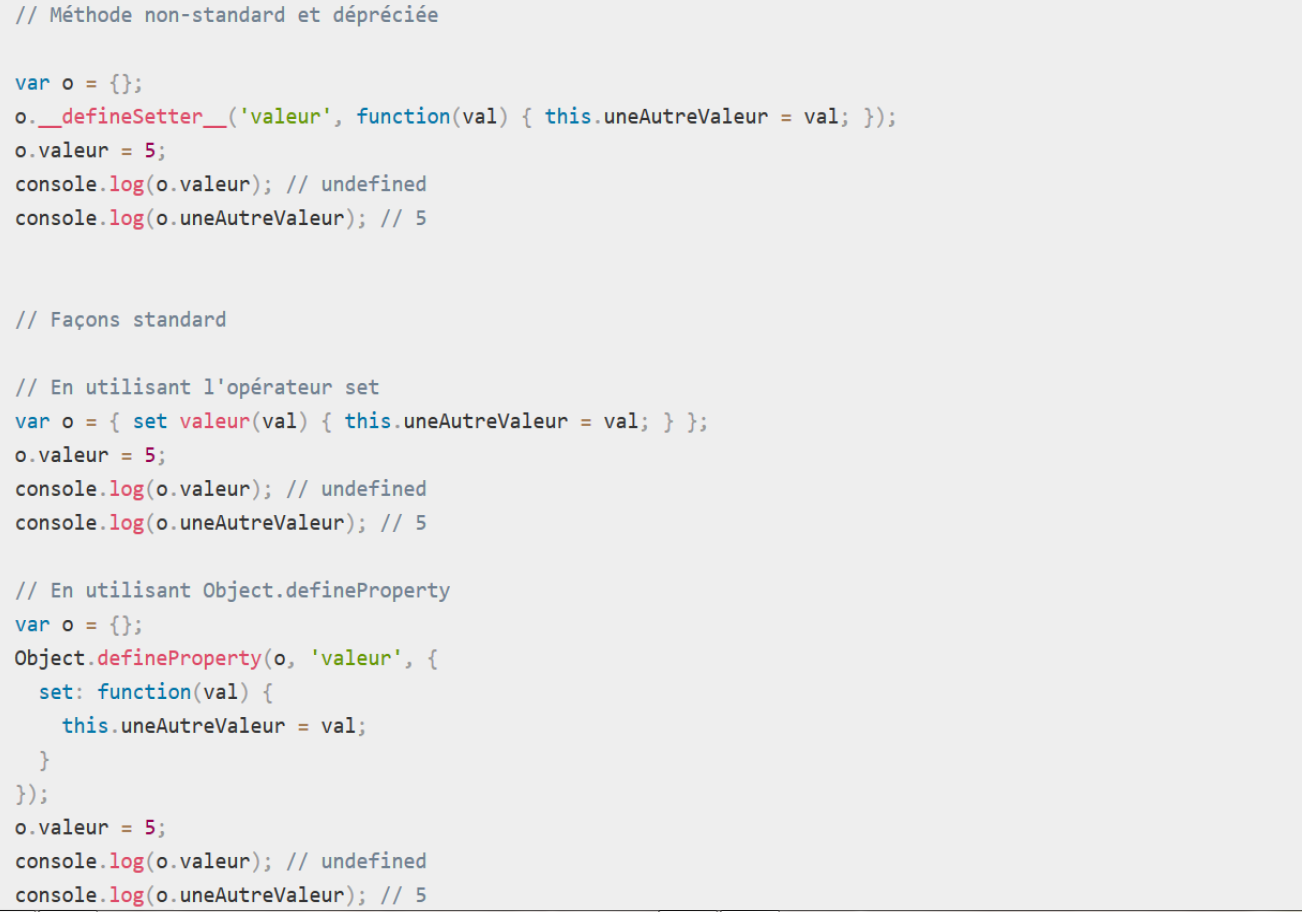 // Méthode non-standard et dépréciée
var o = {};
o.__defineSetter__('valeur', function(val) { this.uneAutreValeur = val; });
o.valeur = 5;
console.log(o.valeur); // undefined
console.log(o.uneAutreValeur); // 5
// Façons standard
// En utilisant l'opérateur set
var o = { set valeur(val) { this.uneAutreValeur = val; } };
o.valeur = 5;
console.log(o.valeur); // undefined
console.log(o.uneAutreValeur); // 5
// En utilisant Object.defineProperty
var o = {};
Object.defineProperty(o, 'valeur', {
  set: function(val) {
    this.uneAutreValeur = val;
  }
});
o.valeur = 5;
console.log(o.valeur); // undefined
console.log(o.uneAutreValeur); // 5